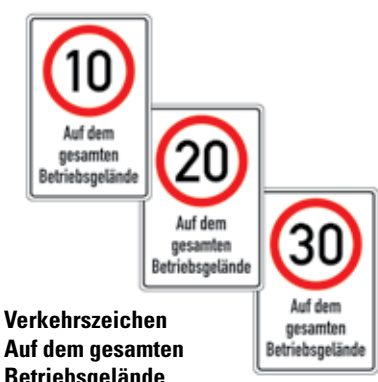 10
Auf dem
gesamten
Betriebsgelände
20
Auf dem
gesamten
Betriebsgelände
30
Auf dem
gesamten
Betriebsgelände
Verkehrszeichen
Auf dem gesamten
Betriebsgelände